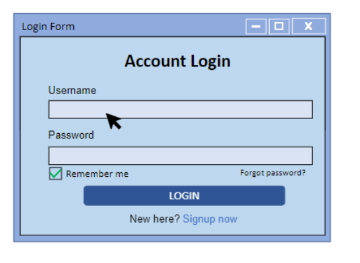 Login Form
Account Login
Username
Password
Remember me Forgot password?
LOGIN
New here? Signup now